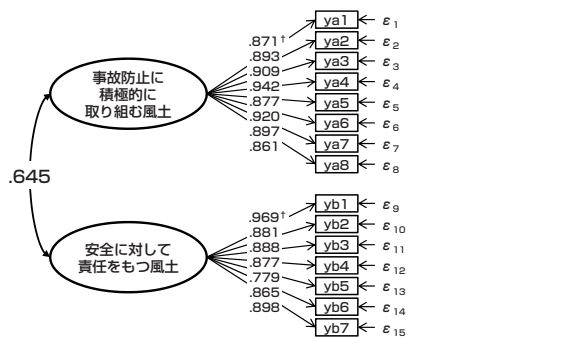 事故防止に
積極的に
取り組む風土
.871† ya1 ε1
.893 ya2 ε2
.909 ya3 ε3
.942 ya4 ε4
.877 ya5 ε5
.920 ya6 ε6
.897 ya7 ε7
.861 ya8 ε8
.645
安全に対して
責任をもつ風土
.969† yb1 ε9
.881 yb2 ε10
.888 yb3 ε11
.877 yb4 ε12
.779 yb5 ε13
.865 yb6 ε14
.898 yb7 ε15